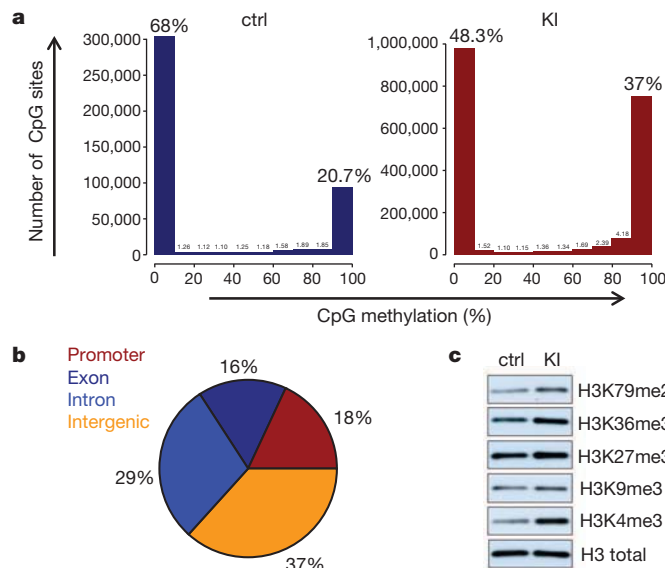 a
ctrl
KI
Number of CpG sites
300,000
250,000
200,000
150,000
100,000
50,000
0
68%
1.26 1.12 1.10 1.25 1.18 1.58 1.89 1.85
20.7%
0 20 40 60 80 100
1,000,000
800,000
600,000
400,000
200,000
0
48.3%
1.52 1.10 1.15 1.36 1.34 1.69 2.39 4.18
37%
0 20 40 60 80 100
CpG methylation (%)
b
Promoter
Exon
Intron
Intergenic
16%
18%
29%
37%
c
ctrl KI
H3K79me2
H3K36me3
H3K27me3
H3K9me3
H3K4me3
H3 total